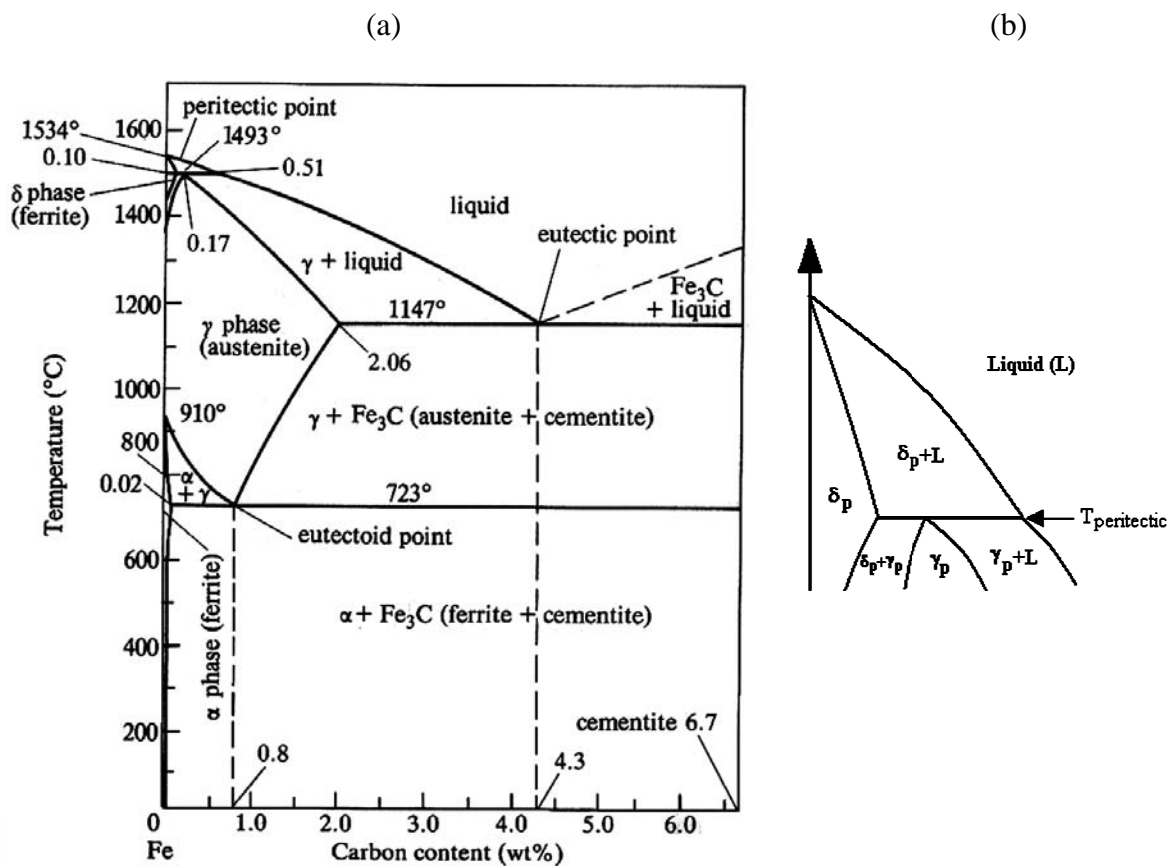 (a)
(b)
peritectic point
1534°
1600
1493°
0.10
0.51
δ phase
(ferrite)
1400
0.17
liquid
eutectic point
γ + liquid
Fe₃C
+ liquid
1200
1147°
γ phase
(austenite)
2.06
1000
910°
γ + Fe₃C (austenite + cementite)
800
α
+ γ
0.02
723°
eutectoid point
600
α + Fe₃C (ferrite + cementite)
α phase (ferrite)
400
200
cementite 6.7
0.8
4.3
0
1.0
2.0
3.0
4.0
5.0
6.0
Fe
Carbon content (wt%)
Temperature (°C)
Liquid (L)
δp+L
δp
Tperitectic
δp+γp
γp
γp+L